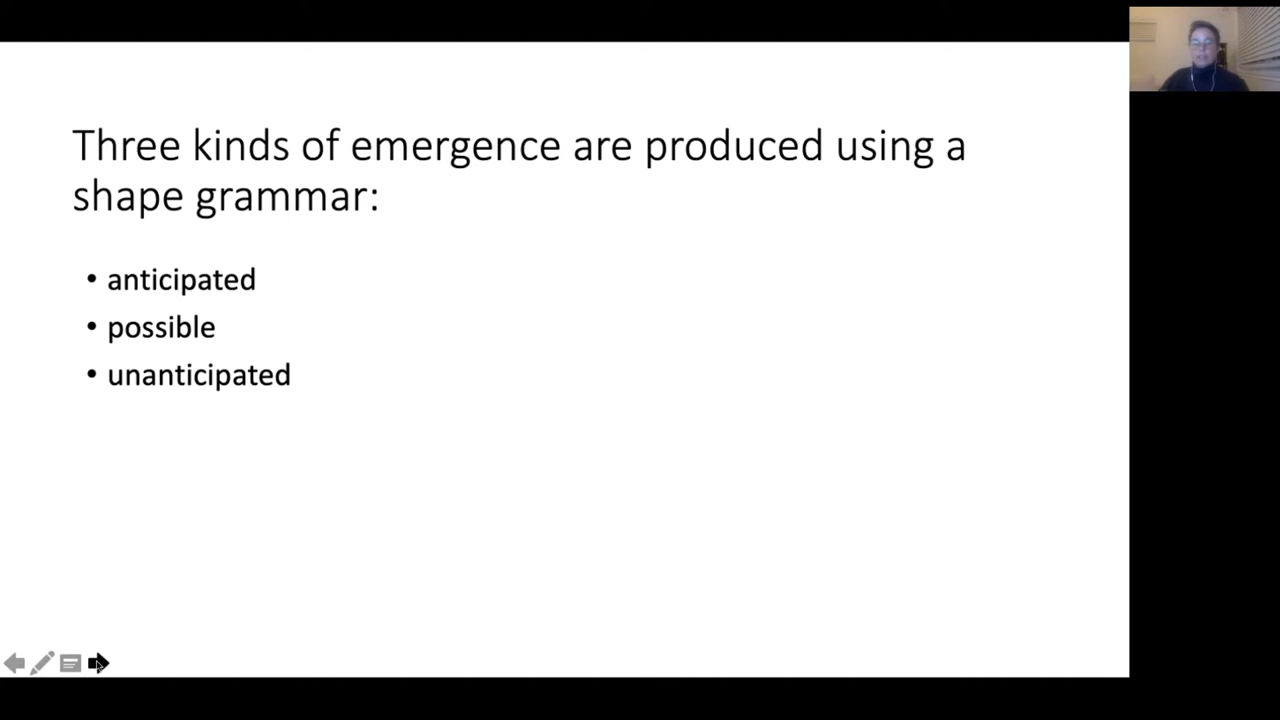 Three kinds of emergence are produced using a
shape grammar:
• anticipated
• possible
• unanticipated